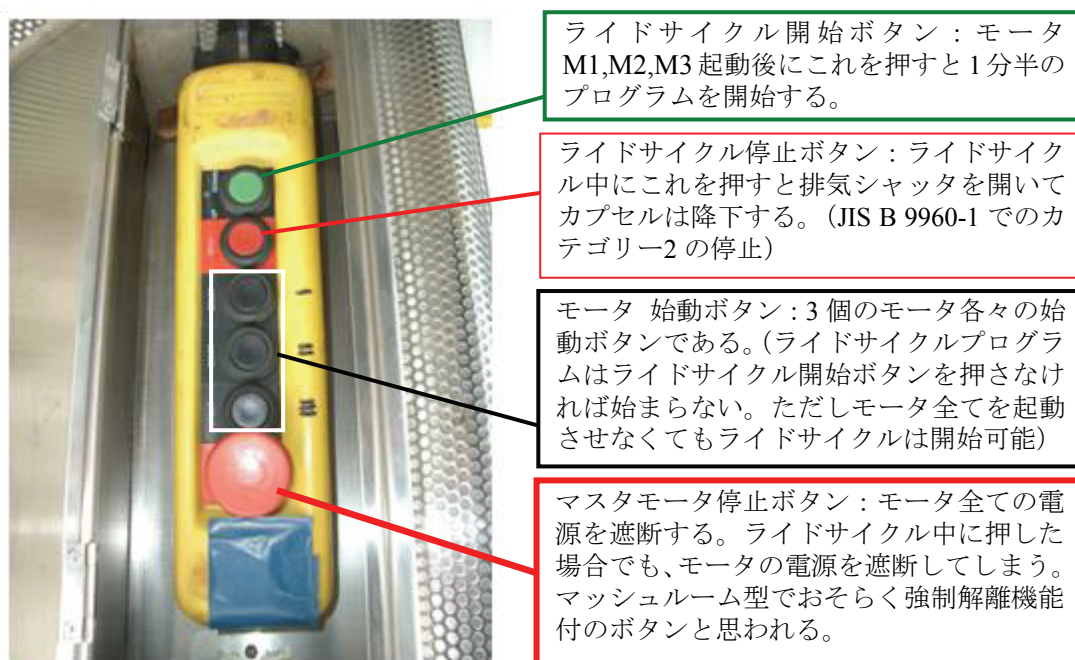 ライドサイクル開始ボタン：モータ
M1,M2,M3 起動後にこれを押すと1分半の
プログラムを開始する。
ライドサイクル停止ボタン：ライドサイク
ル中にこれを押すと排気シャッタを開いて
カプセルは降下する。（JIS B 9960-1 でのカ
テゴリー2 の停止）
モータ 始動ボタン：3 個のモータ各々の始
動ボタンである。（ライドサイクルプログラ
ムはライドサイクル開始ボタンを押さなけ
れば始まらない。ただしモータ全てを起動
させなくてもライドサイクルは開始可能）
I
II
III
マスタモータ停止ボタン：モータ全ての電
源を遮断する。ライドサイクル中に押した
場合でも、モータの電源を遮断してしまう。
マッシュルーム型でおそらく強制解離機能
付のボタンと思われる。